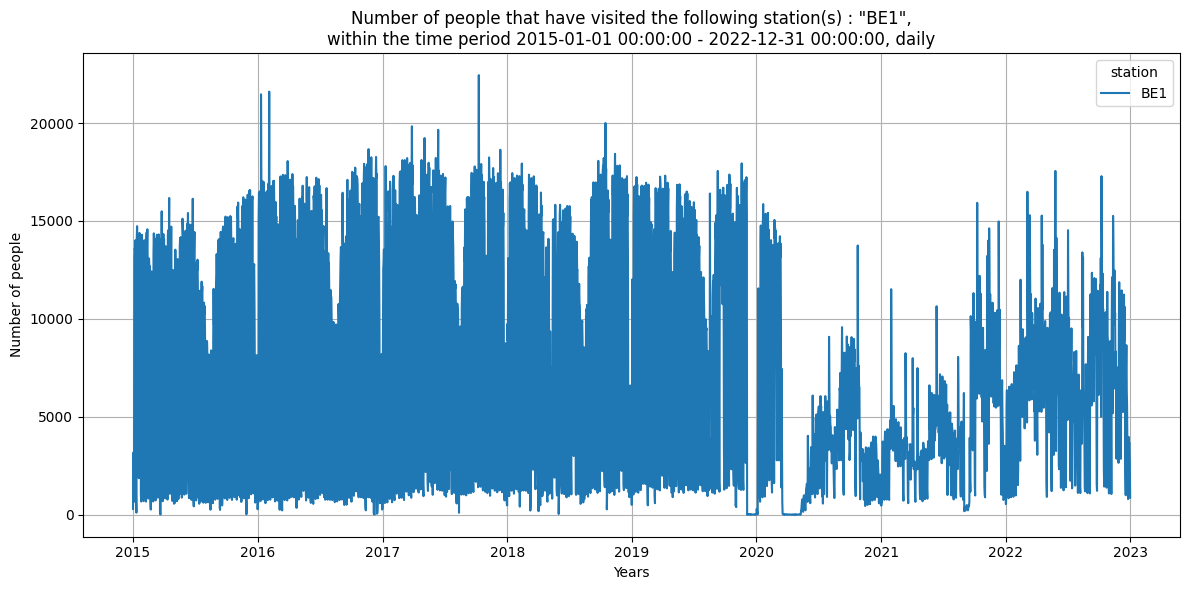 Number of people that have visited the following station(s) : "BE1",
within the time period 2015-01-01 00:00:00 - 2022-12-31 00:00:00, daily
station
BE1
20000
15000
10000
5000
0
Number of people
2015 2016 2017 2018 2019 2020 2021 2022 2023
Years